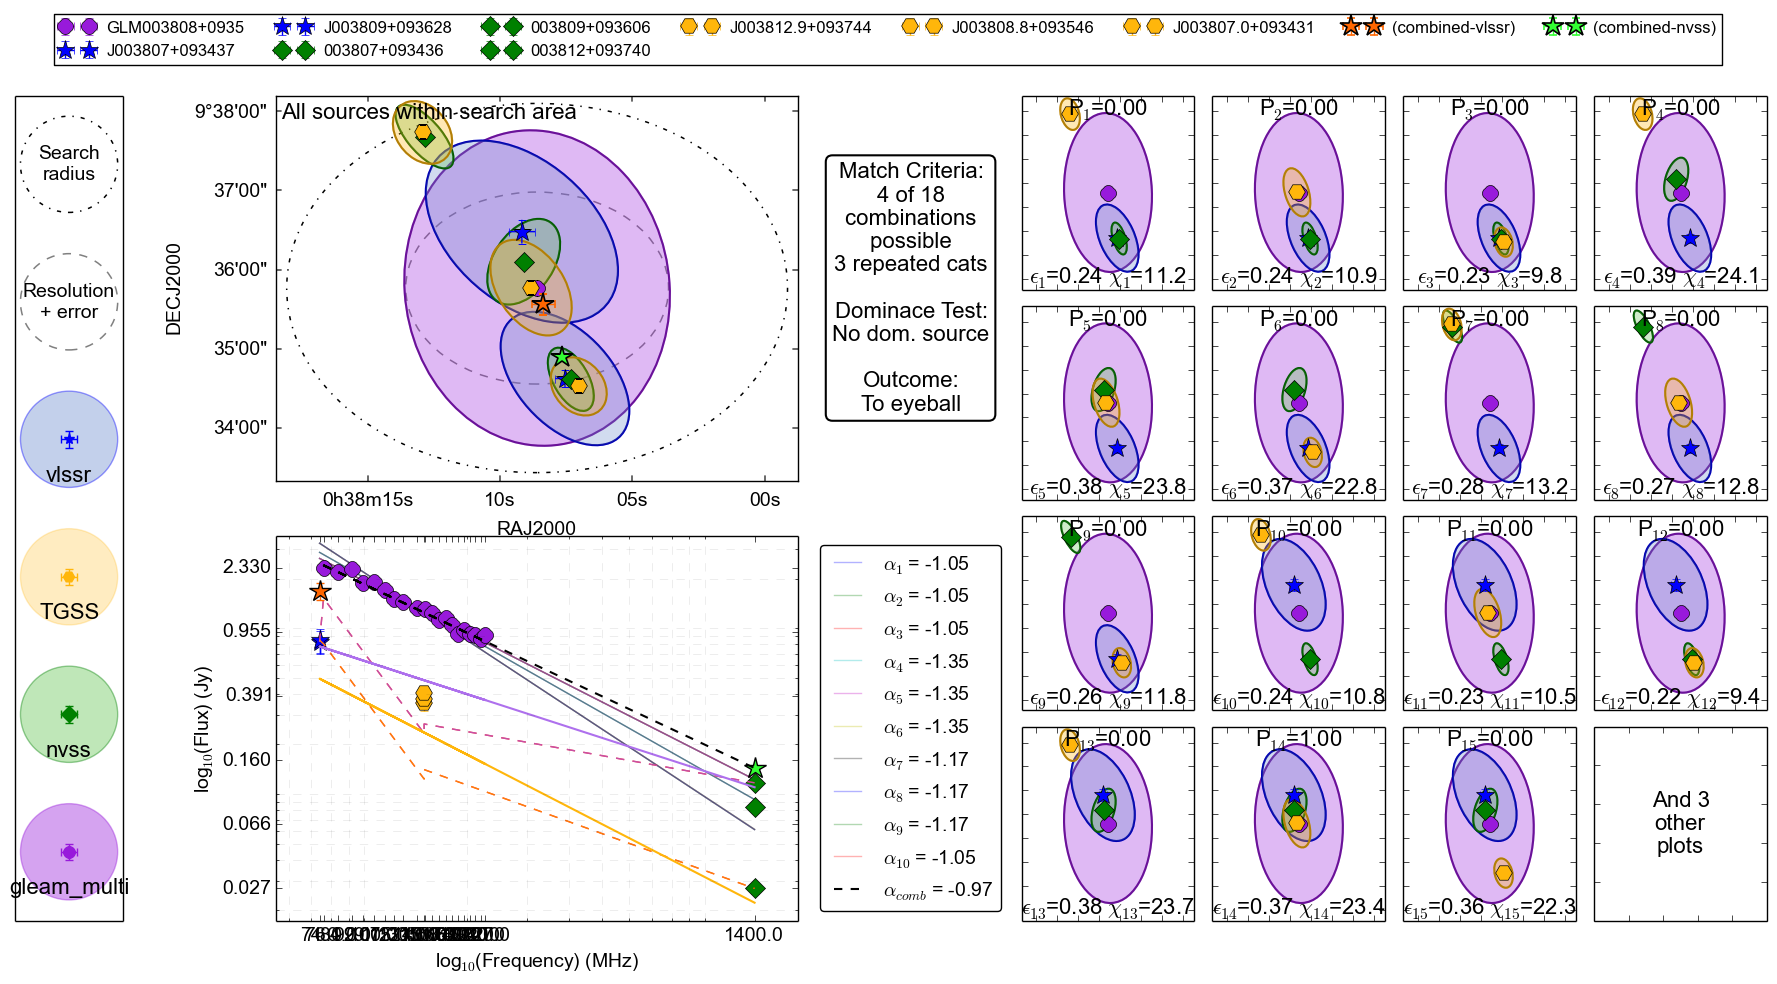 GLM003808+0935
J003809+093628
003809+093606
J003812.9+093744
J003808.8+093546
J003807.0+093431
(combined-vlssr)
(combined-nvss)
J003807+093437
003807+093436
003812+093740
Search
radius
Resolution
+ error
vlssr
TGSS
nvss
gleam_multi
All sources within search area
DECJ2000
9°38'00"
37'00"
36'00"
35'00"
34'00"
0h38m15s
10s
05s
00s
RAJ2000
Match Criteria:
4 of 18
combinations
possible
3 repeated cats
Dominace Test:
No dom. source
Outcome:
To eyeball
log10(Flux) (Jy)
2.330
0.955
0.391
0.160
0.066
0.027
1400.0
log10(Frequency) (MHz)
α1 = -1.05
α2 = -1.05
α3 = -1.05
α4 = -1.35
α5 = -1.35
α6 = -1.35
α7 = -1.17
α8 = -1.17
α9 = -1.17
α10 = -1.05
αcomb = -0.97
P1=0.00
ϵ1=0.24 χ1=11.2
P2=0.00
ϵ2=0.24 χ2=10.9
P3=0.00
ϵ3=0.23 χ3=9.8
P4=0.00
ϵ4=0.39 χ4=24.1
P5=0.00
ϵ5=0.38 χ5=23.8
P6=0.00
ϵ6=0.37 χ6=22.8
P7=0.00
ϵ7=0.28 χ7=13.2
P8=0.00
ϵ8=0.27 χ8=12.8
P9=0.00
ϵ9=0.26 χ9=11.8
P10=0.00
ϵ10=0.24 χ10=10.8
P11=0.00
ϵ11=0.23 χ11=10.5
P12=0.00
ϵ12=0.22 χ12=9.4
P13=0.00
ϵ13=0.38 χ13=23.7
P14=1.00
ϵ14=0.37 χ14=23.4
P15=0.00
ϵ15=0.36 χ15=22.3
And 3
other
plots